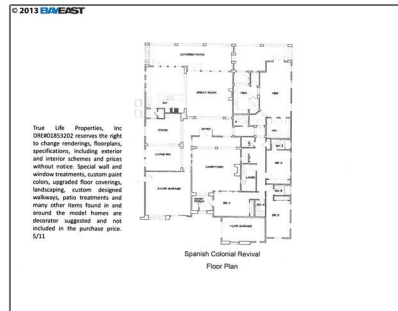 © 2013 BAYEAST
COVERED PATIO
GREAT ROOM
KIT
DINING
ENTRY
LIVING RM
COURTYARD
2-CAR GARAGE
1-CAR GARAGE
LAUND
BR 2
BR 3
BR 4
True Life Properties, Inc
DRE#01853202 reserves the right
to change renderings, floorplans,
specifications, including exterior
and interior schemes and prices
without notice. Special wall and
window treatments, custom paint
colors, upgraded floor coverings,
landscaping, custom designed
walkways, patio treatments and
many other items found in and
around the model homes are
decorator suggested and not
included in the purchase price.
5/11
Spanish Colonial Revival
Floor Plan